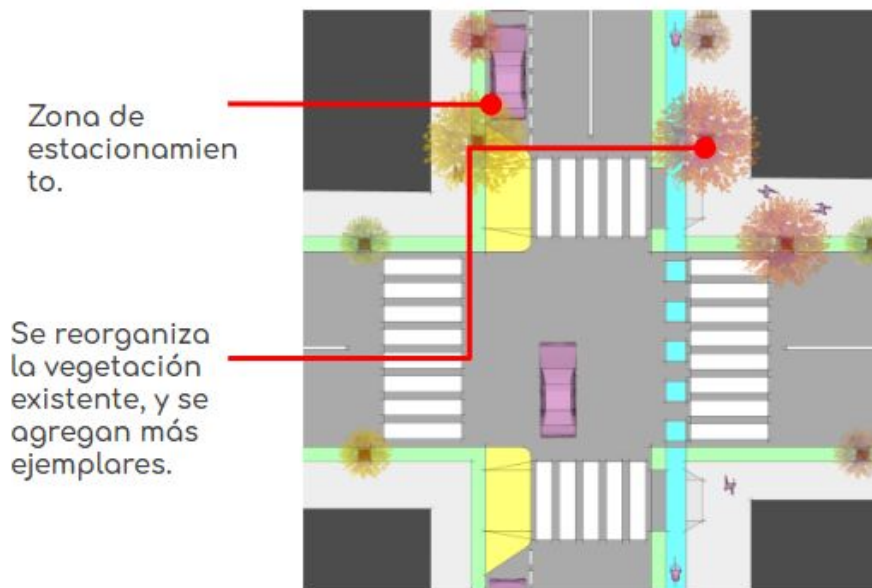 Zona de
estacionamien
to.
Se reorganiza
la vegetación
existente, y se
agregan más
ejemplares.